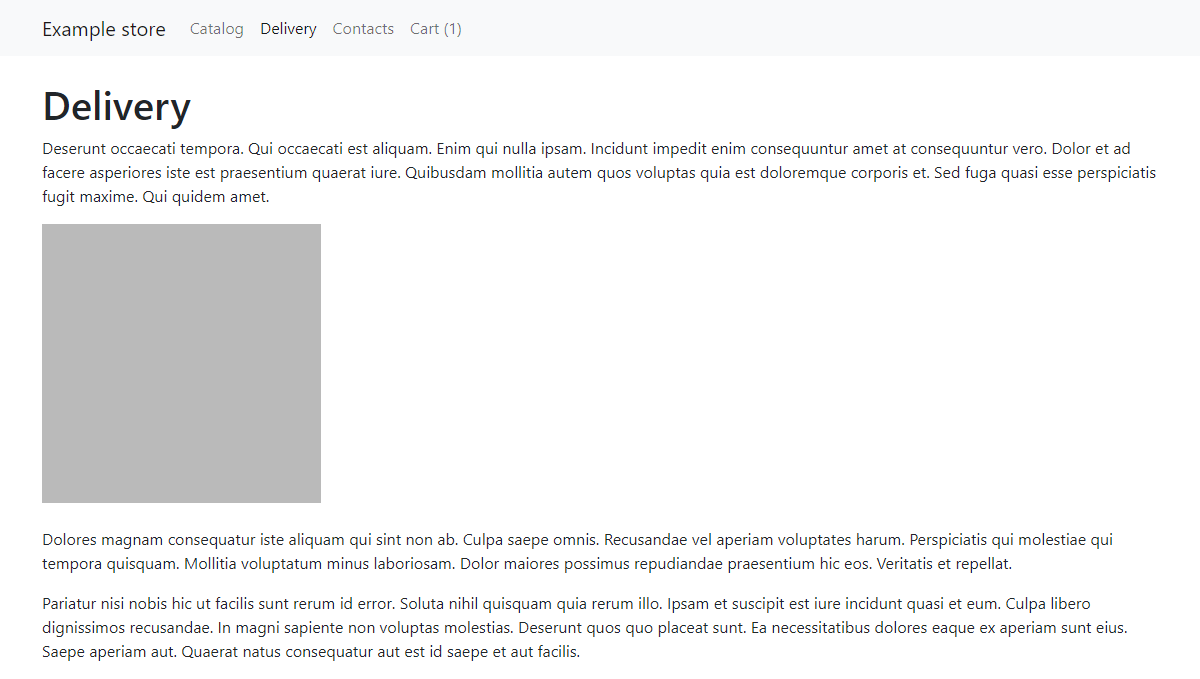 Example store Catalog Delivery Contacts Cart (1)
Delivery
Deserunt occaecati tempora. Qui occaecati est aliquam. Enim qui nulla ipsam. Incidunt impedit enim consequuntur amet at consequuntur vero. Dolor et ad
facere asperiores iste est praesentium quaerat iure. Quibusdam mollitia autem quos voluptas quia est doloremque corporis et. Sed fuga quasi esse perspiciatis
fugit maxime. Qui quidem amet.
Dolores magnam consequatur iste aliquam qui sint non ab. Culpa saepe omnis. Recusandae vel aperiam voluptates harum. Perspiciatis qui molestiae qui
tempora quisquam. Mollitia voluptatum minus laboriosam. Dolor maiores possimus repudiandae praesentium hic eos. Veritatis et repellat.
Pariatur nisi nobis hic ut facilis sunt rerum id error. Soluta nihil quisquam quia rerum illo. Ipsam et suscipit est iure incidunt quasi et eum. Culpa libero
dignissimos recusandae. In magni sapiente non voluptas molestias. Deserunt quos quo placeat sunt. Ea necessitatibus dolores eaque ex aperiam sunt eius.
Saepe aperiam aut. Quaerat natus consequatur aut est id saepe et aut facilis.